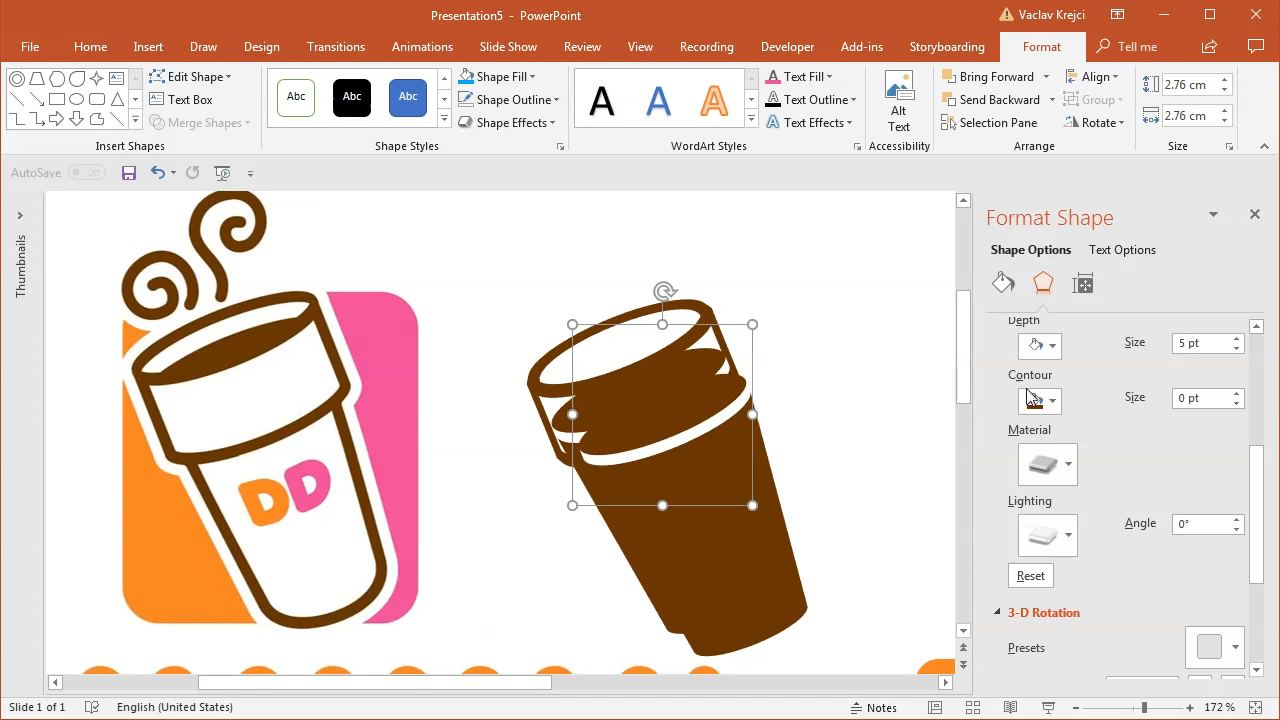 Presentation5 - PowerPoint
Vaclav Krejci
File Home Insert Draw Design Transitions Animations Slide Show Review View Recording Developer Add-ins Storyboarding Format Tell me
Edit Shape
Text Box
Merge Shapes
Insert Shapes
Abc Abc Abc
Shape Fill
Shape Outline
Shape Effects
Shape Styles
A A A
Text Fill
Text Outline
Text Effects
WordArt Styles
Alt
Text
Accessibility
Bring Forward
Send Backward
Selection Pane
Align
Group
Rotate
Arrange
2.76 cm
2.76 cm
Size
AutoSave Off
Thumbnails
DD
Format Shape
Shape Options Text Options
Depth
Size 5 pt
Contour
Size 0 pt
Material
Lighting
Angle 0°
Reset
3-D Rotation
Presets
Slide 1 of 1 English (United States) Notes 172 %